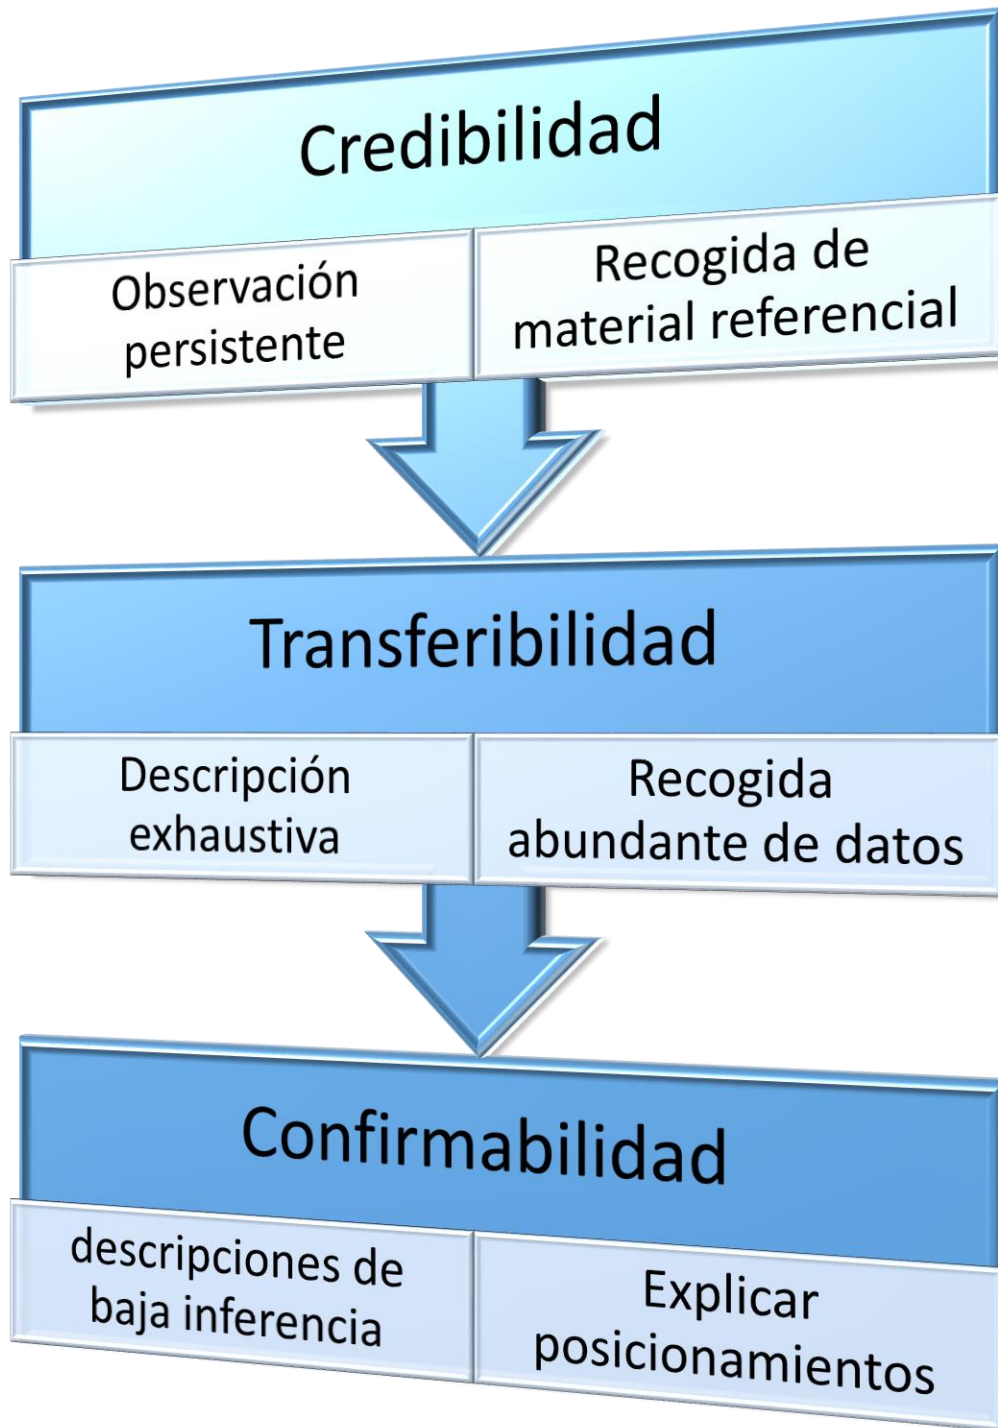 Credibilidad
Observación
persistente
Recogida de
material referencial
Transferibilidad
Descripción
exhaustiva
Recogida
abundante de datos
Confirmabilidad
descripciones de
baja inferencia
Explicar
posicionamientos